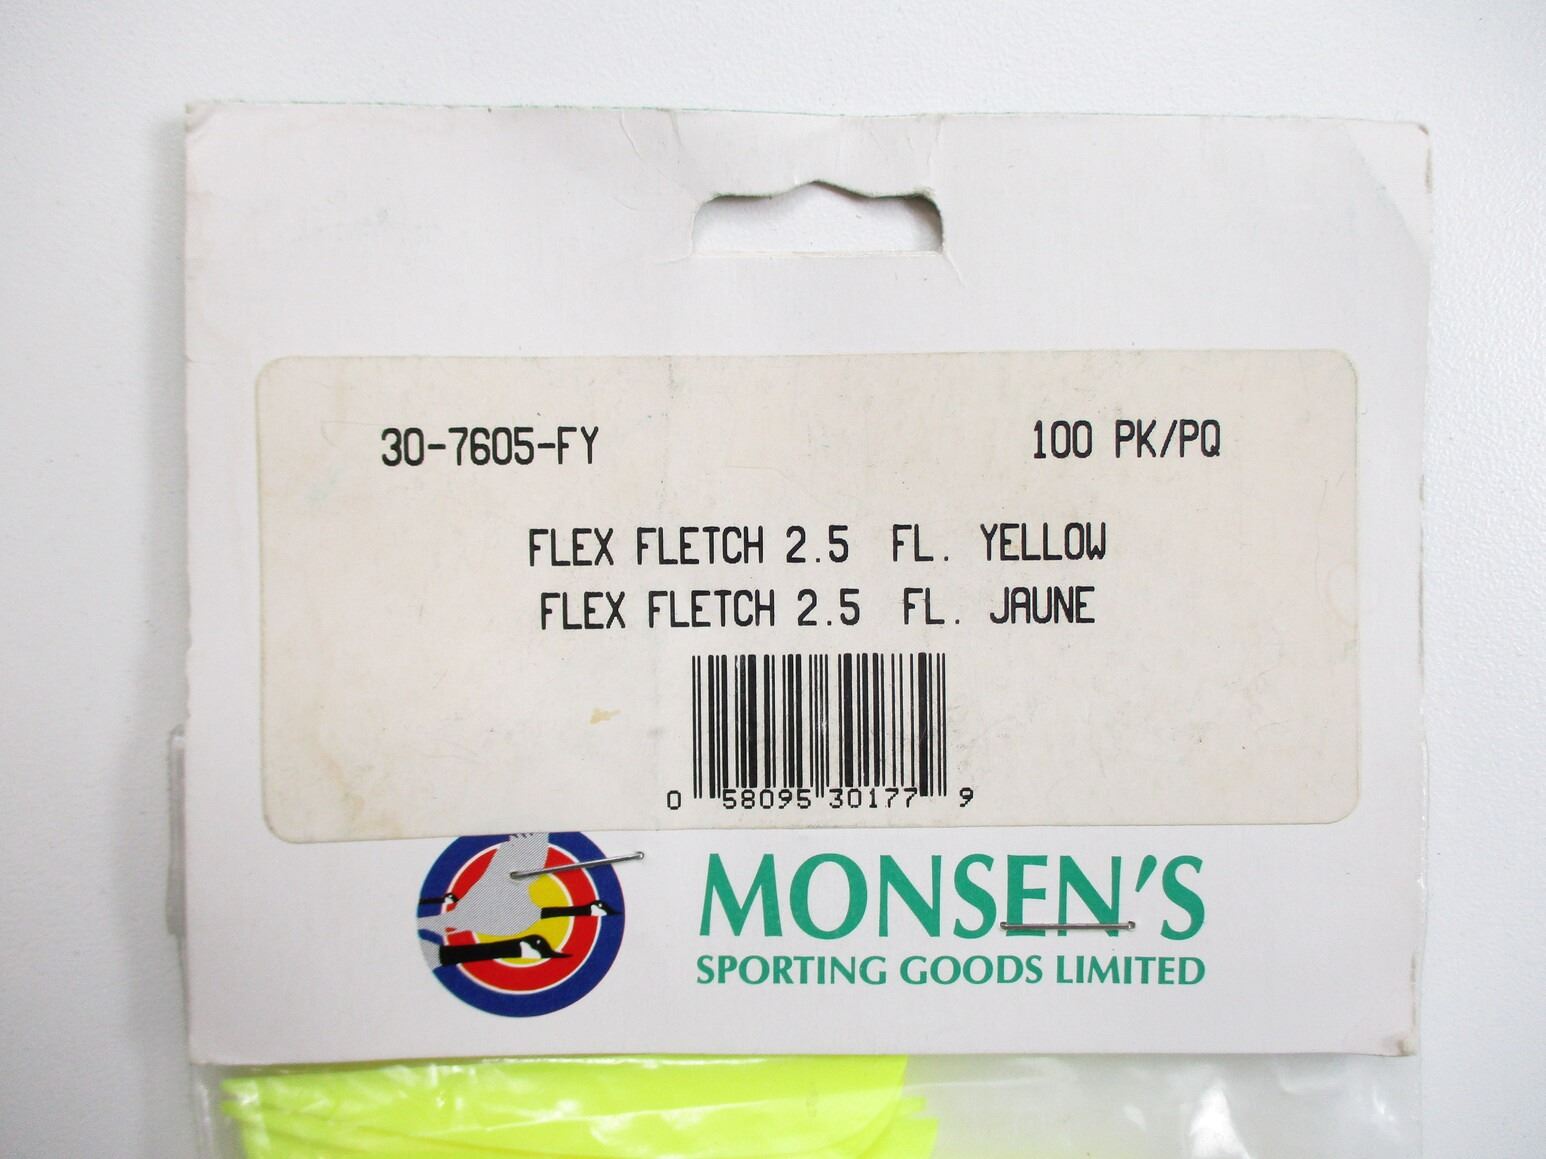 30-7605-FY 100 PK/PQ
FLEX FLETCH 2.5 FL. YELLOW
FLEX FLETCH 2.5 FL. JAUNE
0 58095 30177 9
MONSEN'S
SPORTING GOODS LIMITED